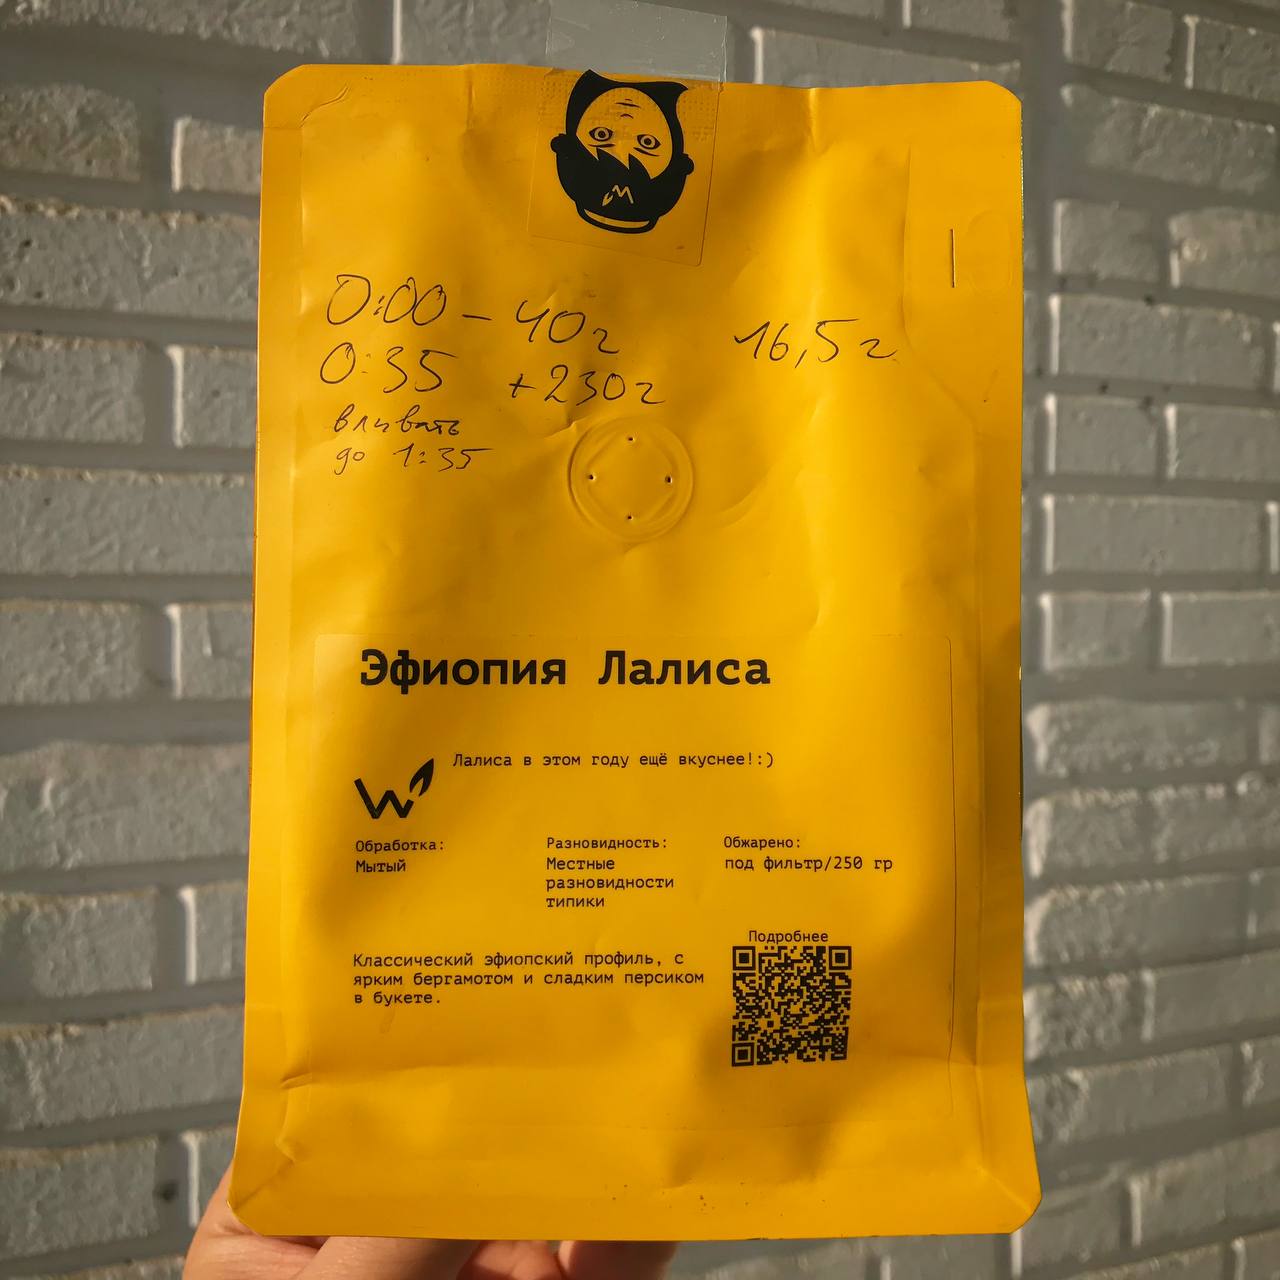 0:00 – 40г
16,5г
0:35 +230г
вливать
до 1:35
Эфиопия Лалиса
Лалиса в этом году ещё вкуснее!:)
Обработка:
Мытый
Разновидность:
Местные
разновидности
типики
Обжарено:
под фильтр/250 гр
Подробнее
Классический эфиопский профиль, с
ярким бергамотом и сладким персиком
в букете.